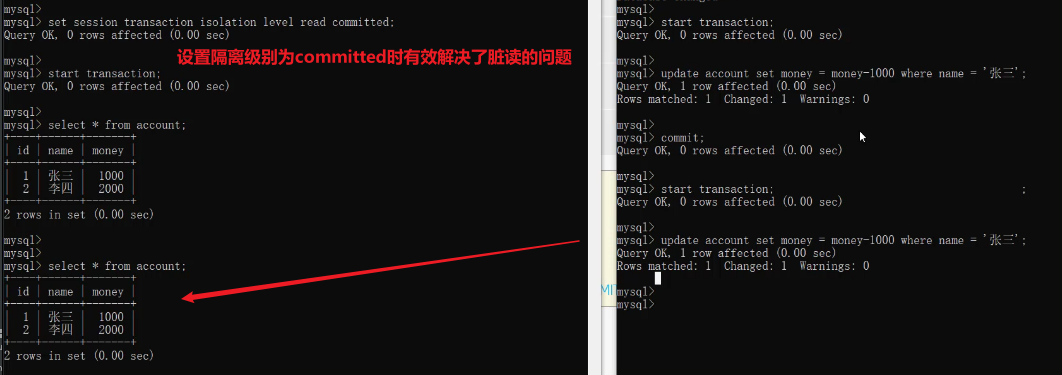 mysql>
mysql> set session transaction isolation level read committed;
Query OK, 0 rows affected (0.00 sec)
mysql>
mysql> start transaction;
Query OK, 0 rows affected (0.00 sec)
mysql>
mysql> select * from account;
+----+------+-------+
| id | name | money |
+----+------+-------+
| 1 | 张三 | 1000 |
| 2 | 李四 | 2000 |
+----+------+-------+
2 rows in set (0.00 sec)
mysql>
mysql>
mysql> select * from account;
+----+------+-------+
| id | name | money |
+----+------+-------+
| 1 | 张三 | 1000 |
| 2 | 李四 | 2000 |
+----+------+-------+
2 rows in set (0.00 sec)
设置隔离级别为committed时有效解决了脏读的问题
mysql>
mysql> start transaction;
Query OK, 0 rows affected (0.00 sec)
mysql>
mysql> update account set money = money-1000 where name = '张三';
Query OK, 1 row affected (0.00 sec)
Rows matched: 1 Changed: 1 Warnings: 0
mysql>
mysql> commit;
Query OK, 0 rows affected (0.00 sec)
mysql>
mysql> start transaction; ;
Query OK, 0 rows affected (0.00 sec)
mysql>
mysql> update account set money = money-1000 where name = '张三';
Query OK, 1 row affected (0.00 sec)
Rows matched: 1 Changed: 1 Warnings: 0
mysql>
mysql>